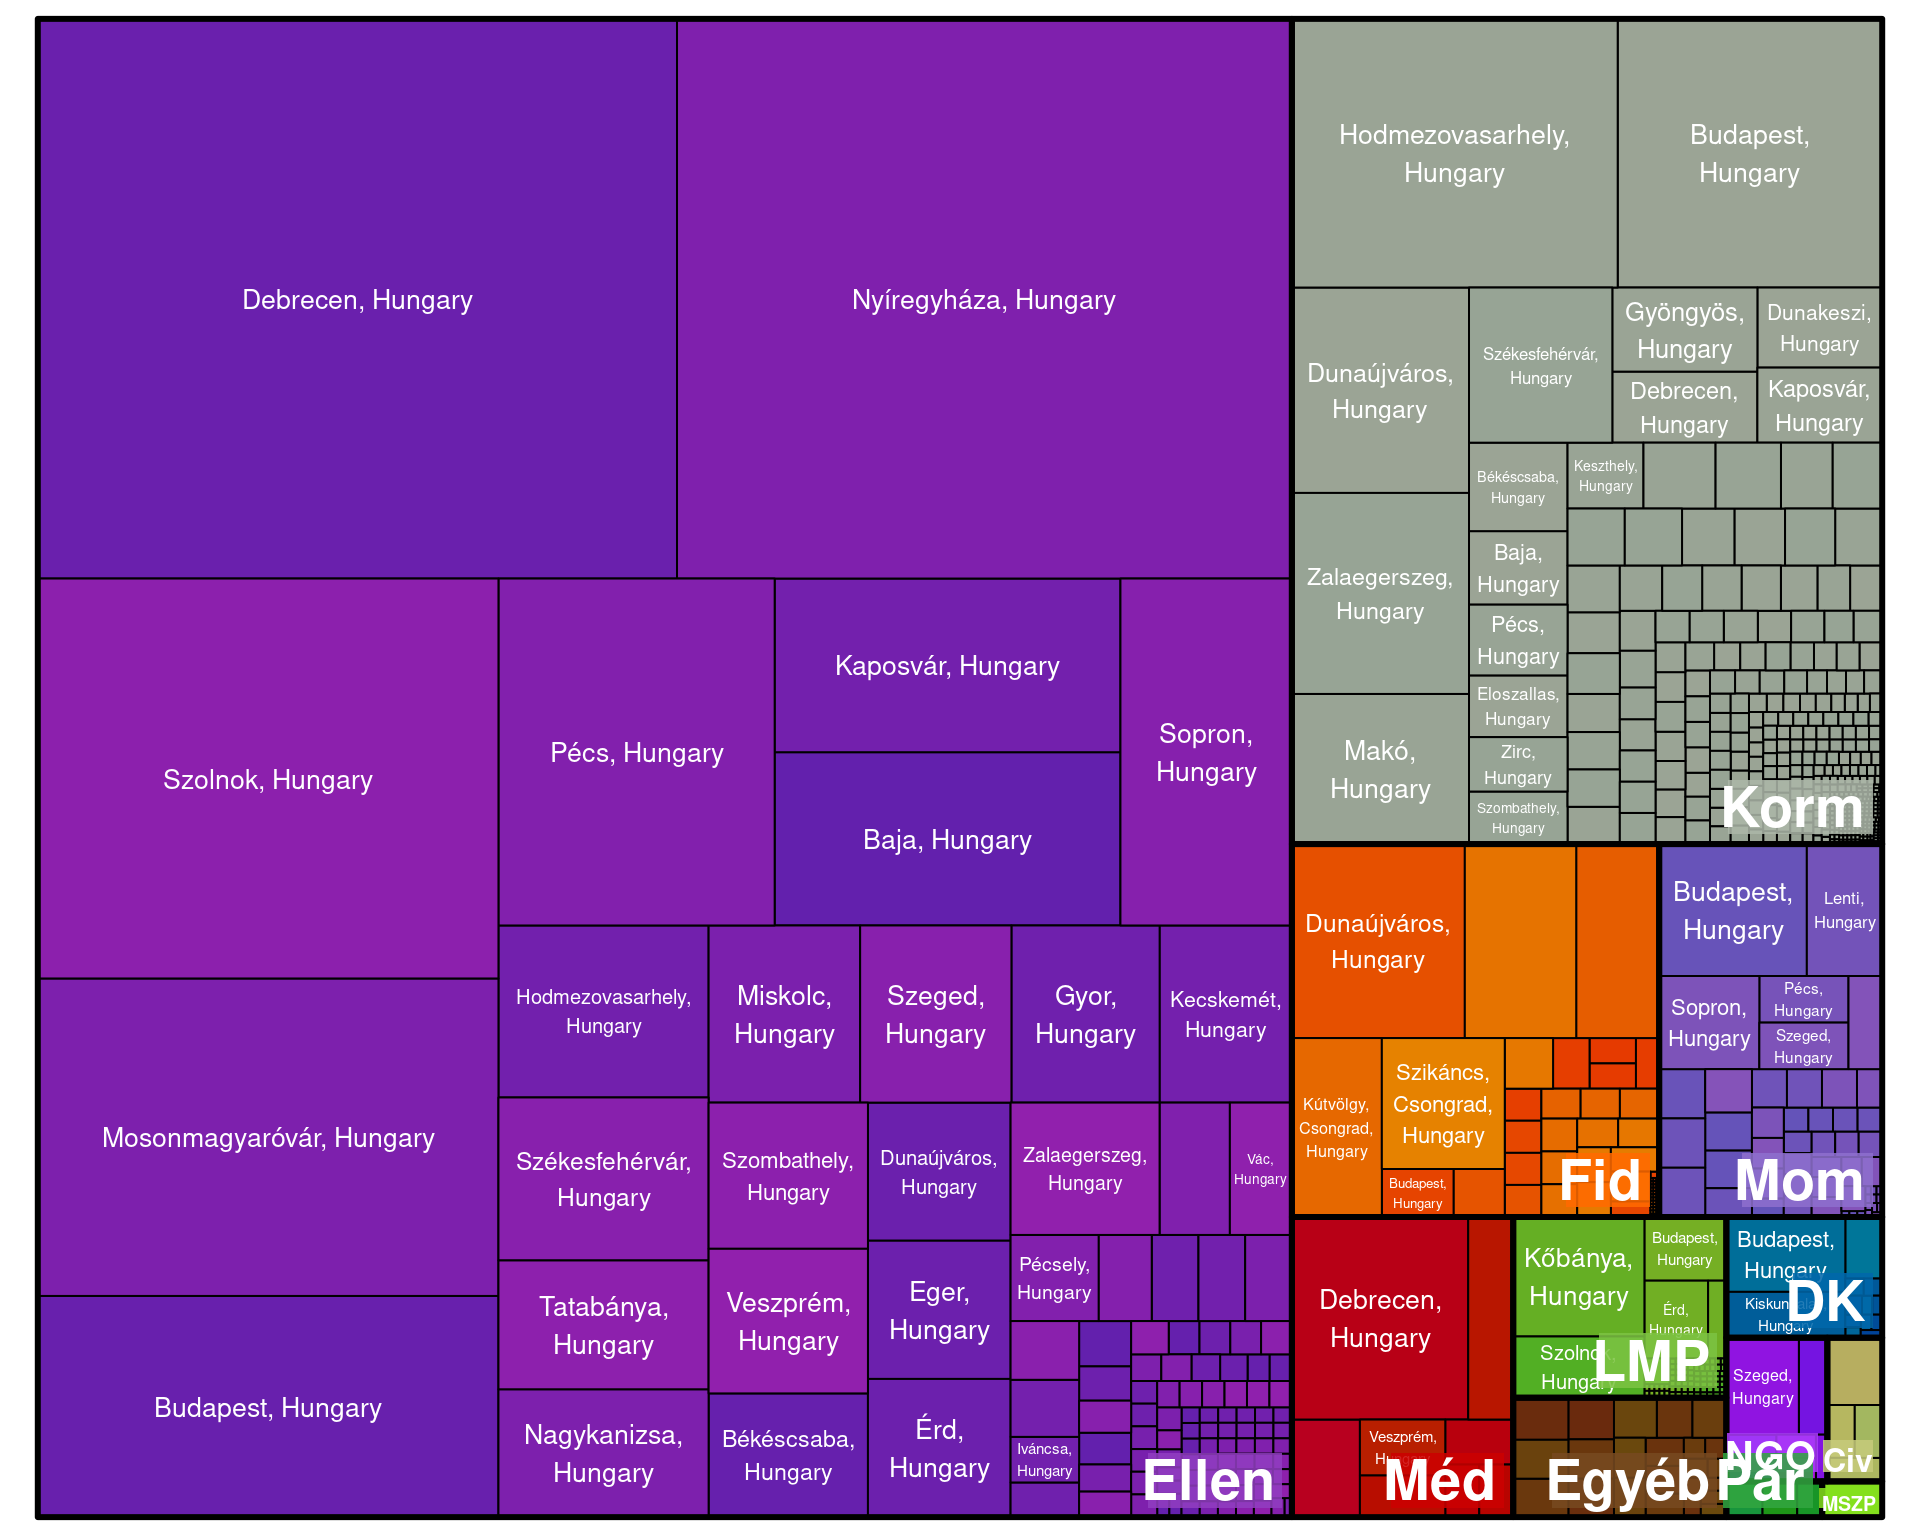 Debrecen, Hungary
Nyíregyháza, Hungary
Szolnok, Hungary
Mosonmagyaróvár, Hungary
Budapest, Hungary
Pécs, Hungary
Kaposvár, Hungary
Baja, Hungary
Sopron,
Hungary
Hodmezovasarhely,
Hungary
Miskolc,
Hungary
Szeged,
Hungary
Gyor,
Hungary
Kecskemét,
Hungary
Székesfehérvár,
Hungary
Tatabánya,
Hungary
Nagykanizsa,
Hungary
Szombathely,
Hungary
Veszprém,
Hungary
Békéscsaba,
Hungary
Dunaújváros,
Hungary
Eger,
Hungary
Érd,
Hungary
Zalaegerszeg,
Hungary
Vác,
Hungary
Pécsely,
Hungary
Iváncsa,
Hungary
Ellen
Hodmezovasarhely,
Hungary
Budapest,
Hungary
Dunaújváros,
Hungary
Zalaegerszeg,
Hungary
Makó,
Hungary
Székesfehérvár,
Hungary
Gyöngyös,
Hungary
Dunakeszi,
Hungary
Debrecen,
Hungary
Kaposvár,
Hungary
Békéscsaba,
Hungary
Keszthely,
Hungary
Baja,
Hungary
Pécs,
Hungary
Eloszallas,
Hungary
Zirc,
Hungary
Szombathely,
Hungary
Korm
Dunaújváros,
Hungary
Kútvölgy,
Csongrad,
Hungary
Szikáncs,
Csongrad,
Hungary
Budapest,
Hungary
Fid
Budapest,
Hungary
Lenti,
Hungary
Sopron,
Hungary
Pécs,
Hungary
Szeged,
Hungary
Mom
Debrecen,
Hungary
Veszprém,
Méd
Kőbánya,
Hungary
Budapest,
Hungary
Érd,
Hungary
Szolnok,
Hungary
LMP
Budapest,
Hungary
Hungary
DK
Szeged,
Hungary
NGO
Civ
Egyéb
Pár
MSZP